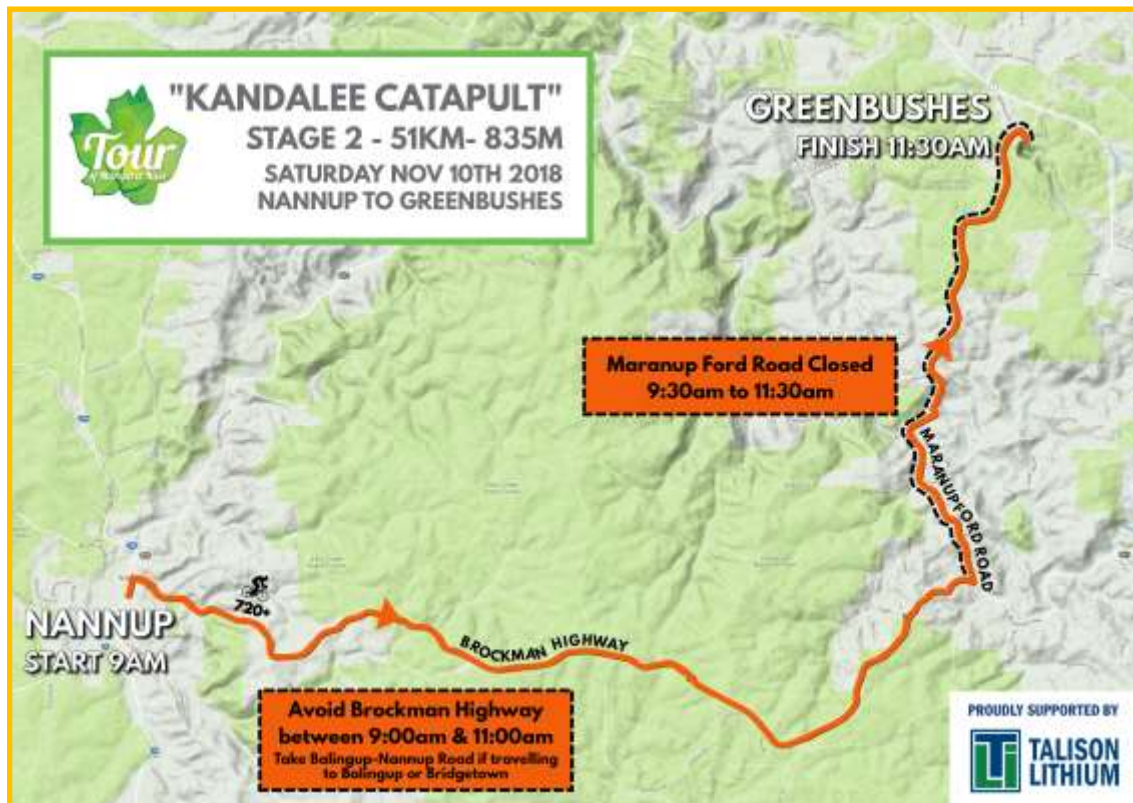 "KANDALEE CATAPULT"
STAGE 2 - 51KM- 835M
SATURDAY NOV 10TH 2018
NANNUP TO GREENBUSHES
Tour
of Margaret River
GREENBUSHES
FINISH 11:30AM
Maranup Ford Road Closed
9:30am to 11:30am
MARANUPFORD ROAD
720+
NANNUP
START 9AM
BROCKMAN HIGHWAY
Avoid Brockman Highway
between 9:00am & 11:00am
Take Balingup-Nannup Road if travelling
to Balingup or Bridgetown
PROUDLY SUPPORTED BY
TALISON
LITHIUM